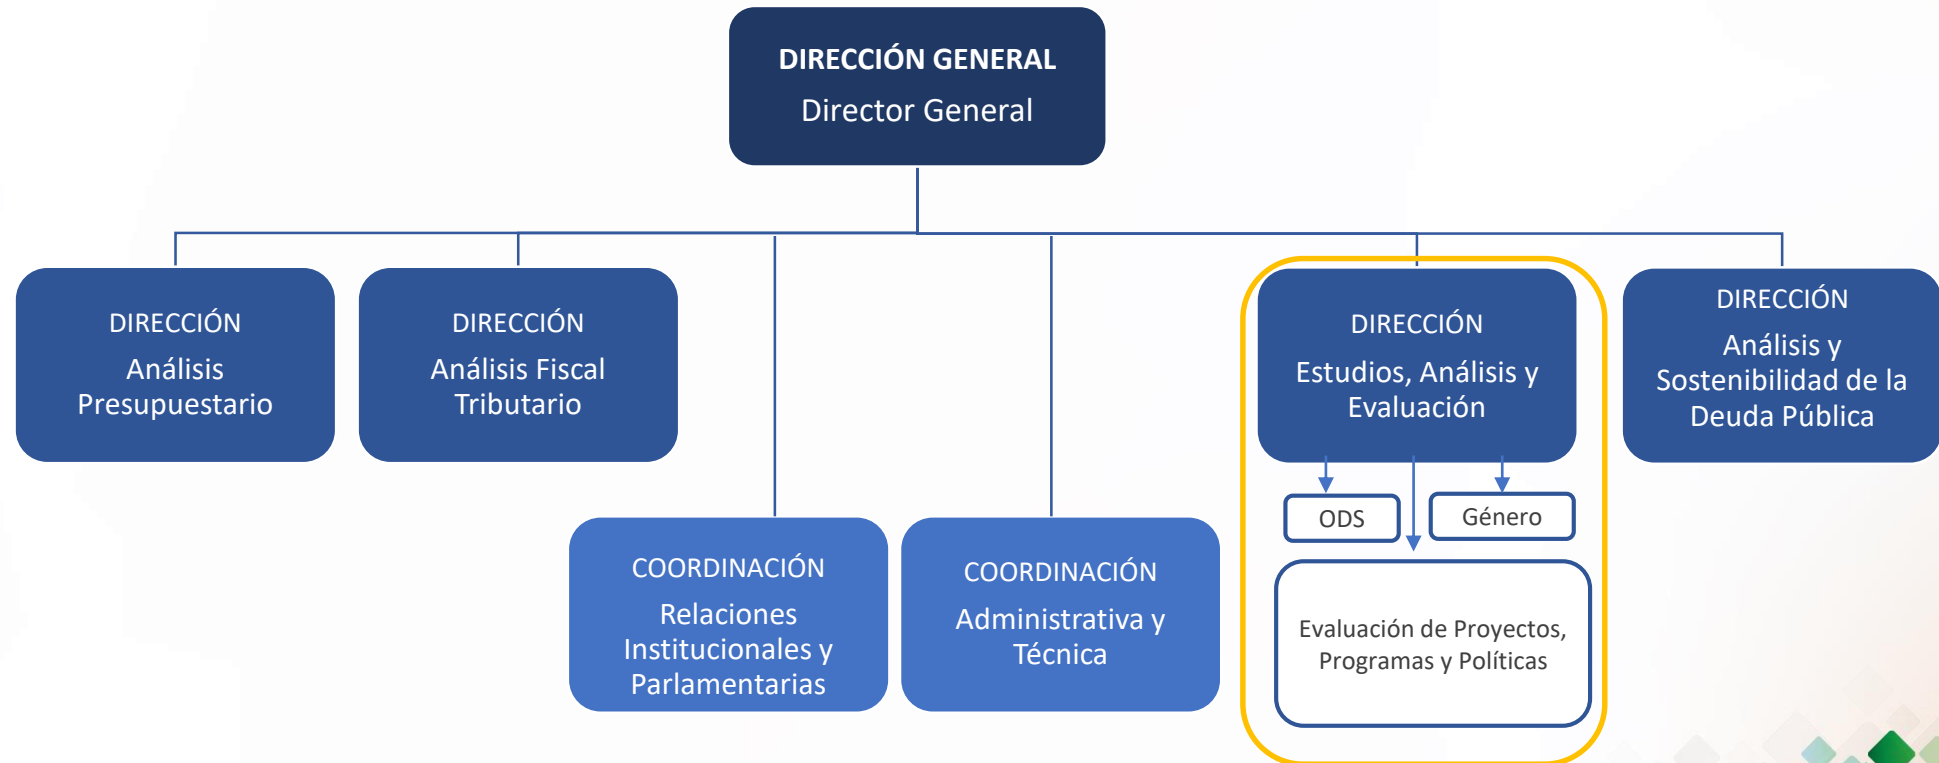 DIRECCIÓN GENERAL
Director General
DIRECCIÓN
Análisis
Presupuestario
DIRECCIÓN
Análisis Fiscal
Tributario
DIRECCIÓN
Estudios, Análisis y
Evaluación
DIRECCIÓN
Análisis y
Sostenibilidad de la
Deuda Pública
ODS
Género
COORDINACIÓN
Relaciones
Institucionales y
Parlamentarias
COORDINACIÓN
Administrativa y
Técnica
Evaluación de Proyectos,
Programas y Políticas